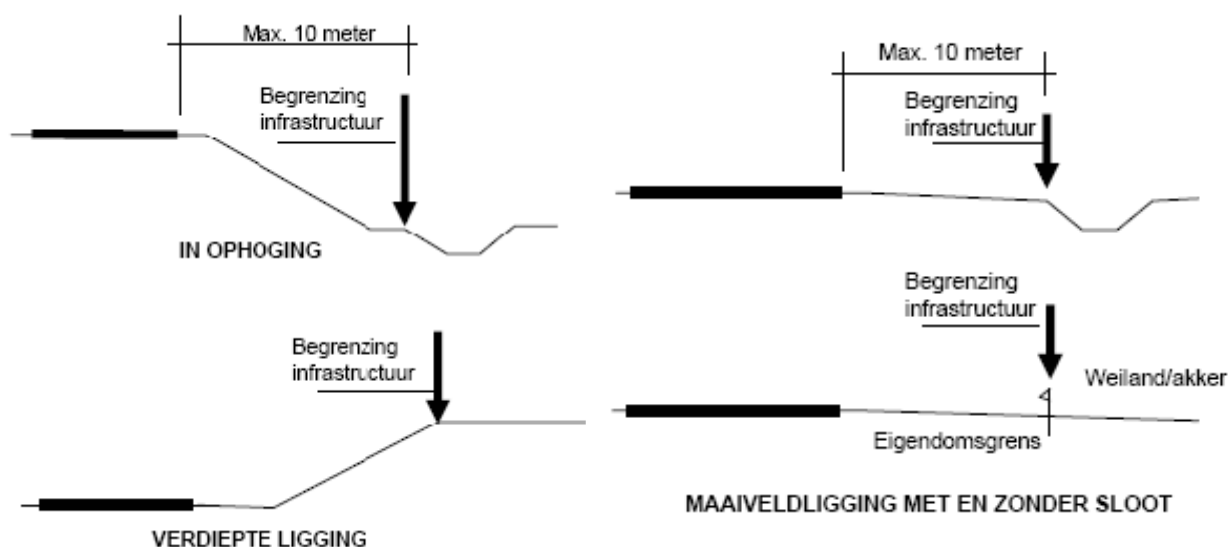 Max. 10 meter
Begrenzing
infrastructuur
IN OPHOGING
Begrenzing
infrastructuur
VERDIEPTE LIGGING
Max. 10 meter
Begrenzing
infrastructuur
Begrenzing
infrastructuur
Weiland/akker
Eigendomsgrens
MAAIVELDLIGGING MET EN ZONDER SLOOT